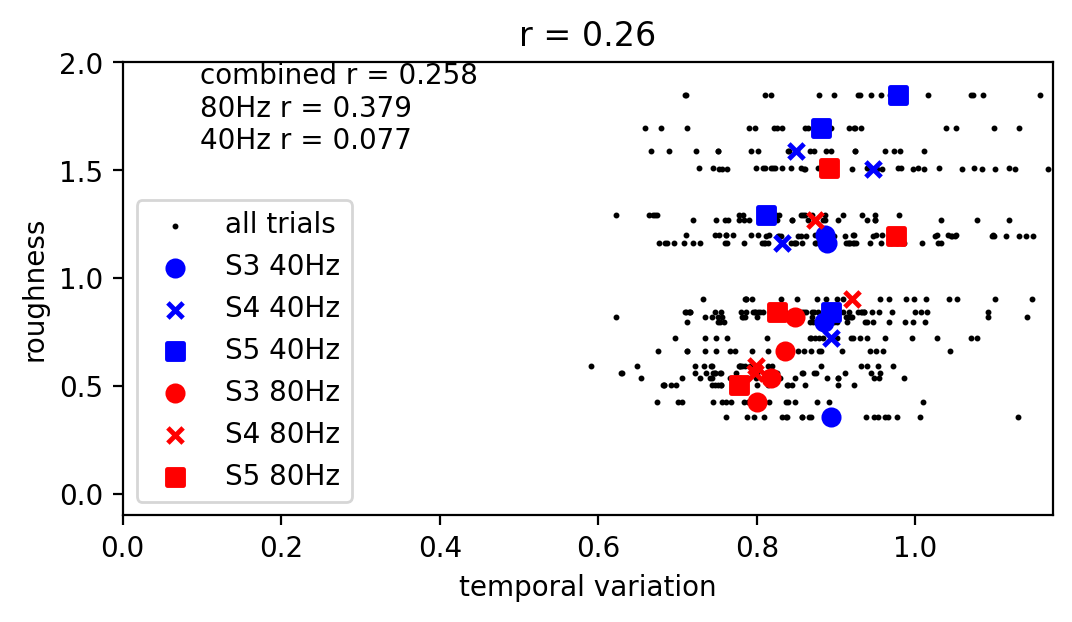 r = 0.26
combined r = 0.258
80Hz r = 0.379
40Hz r = 0.077
all trials
S3 40Hz
S4 40Hz
S5 40Hz
S3 80Hz
S4 80Hz
S5 80Hz
roughness
2.0
1.5
1.0
0.5
0.0
0.0 0.2 0.4 0.6 0.8 1.0
temporal variation